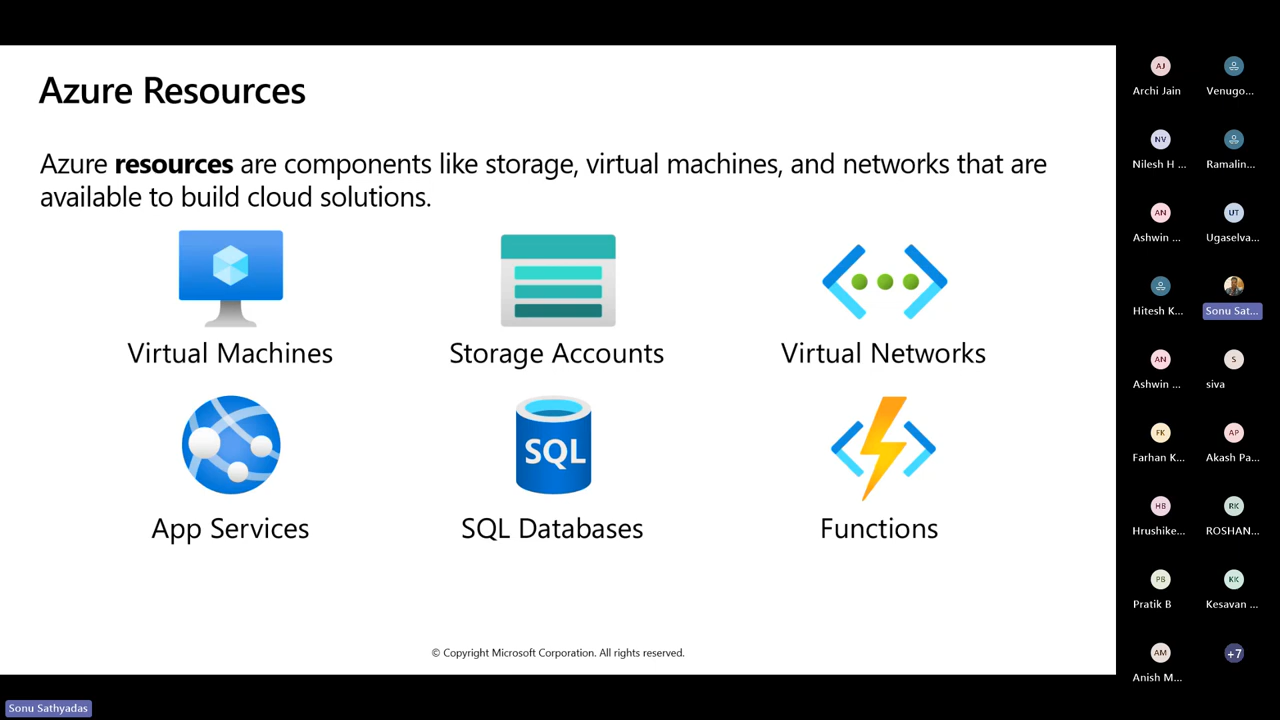 Azure Resources
Azure resources are components like storage, virtual machines, and networks that are
available to build cloud solutions.
Virtual Machines
Storage Accounts
Virtual Networks
App Services
SQL
SQL Databases
Functions
© Copyright Microsoft Corporation. All rights reserved.
Sonu Sathyadas
AJ
Archi Jain
Venugo...
NV
Nilesh H ...
Ramalin...
AN
Ashwin ...
UT
Ugaselva...
Hitesh K...
Sonu Sat...
AN
Ashwin ...
S
siva
FK
Farhan K...
AP
Akash Pa...
HB
Hrushike...
RK
ROSHAN...
PB
Pratik B
KK
Kesavan ...
AM
Anish M...
+7